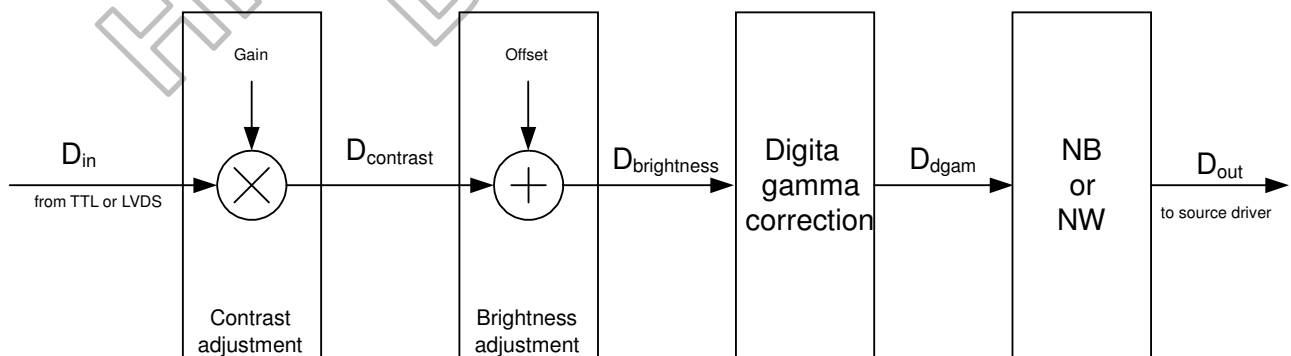 Gain
Offset
D_in
from TTL or LVDS
D_contrast
D_brightness
Digita
gamma
correction
D_dgam
NB
or
NW
D_out
to source driver
Contrast
adjustment
Brightness
adjustment